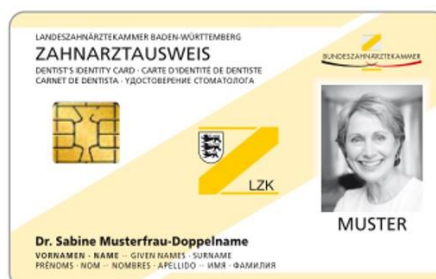 LANDESZAHNÄRZTEKAMMER BADEN-WÜRTTEMBERG
ZAHNARZTAUSWEIS
DENTIST'S IDENTITY CARD · CARTE D'IDENTITÉ DE DENTISTE
CARNET DE DENTISTA · УДОСТОВЕРЕНИЕ СТОМАТОЛОГА
BUNDESZAHNÄRZTEKAMMER
LZK
MUSTER
Dr. Sabine Musterfrau-Doppelname
VORNAMEN · NAME – GIVEN NAMES · SURNAME
PRÉNOMS · NOM – NOMBRES · APELLIDO – ИМЯ · ФАМИЛИЯ